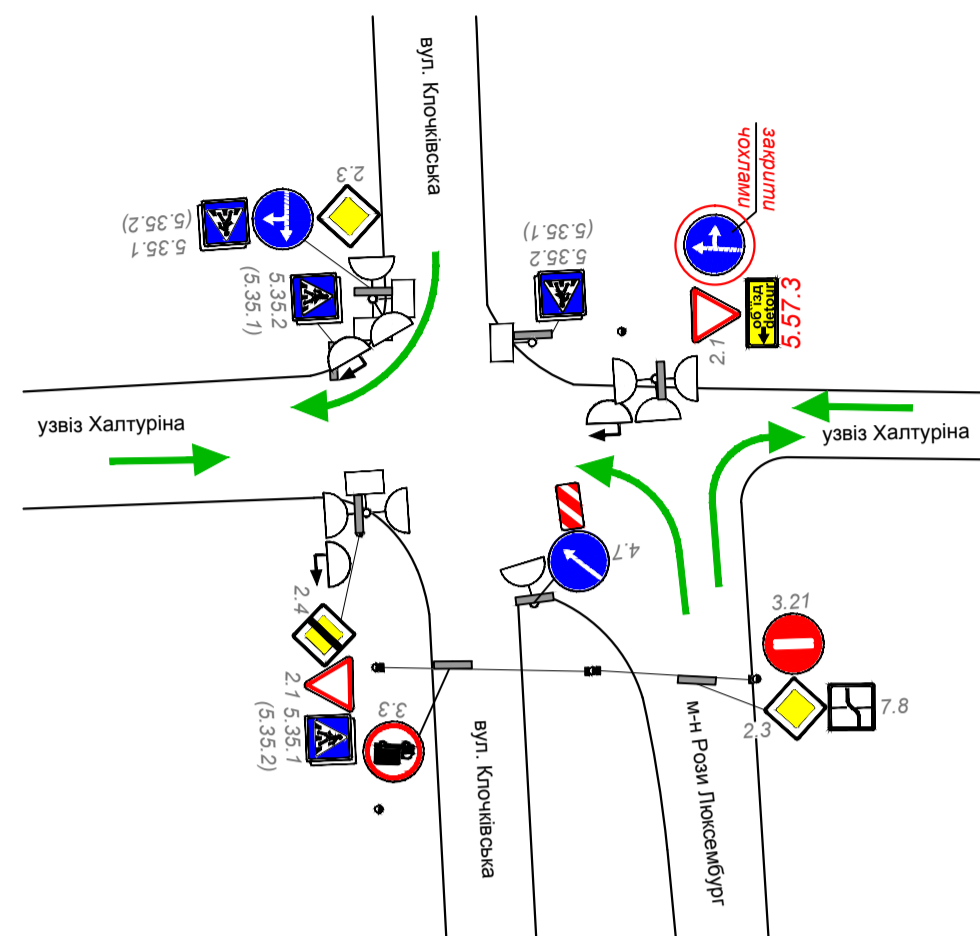 вул. Клочківська
закрити
чохлами
2.3
5.35.1
(5.35.2)
5.35.2
(5.35.1)
5.35.2
(5.35.1)
2.1
об'їзд
detour
5.57.3
узвіз Халтуріна
узвіз Халтуріна
4.7
2.4
2.1
5.35.1
(5.35.2)
3.3
3.21
2.3
7.8
вул. Клочківська
м-н Рози Люксембург